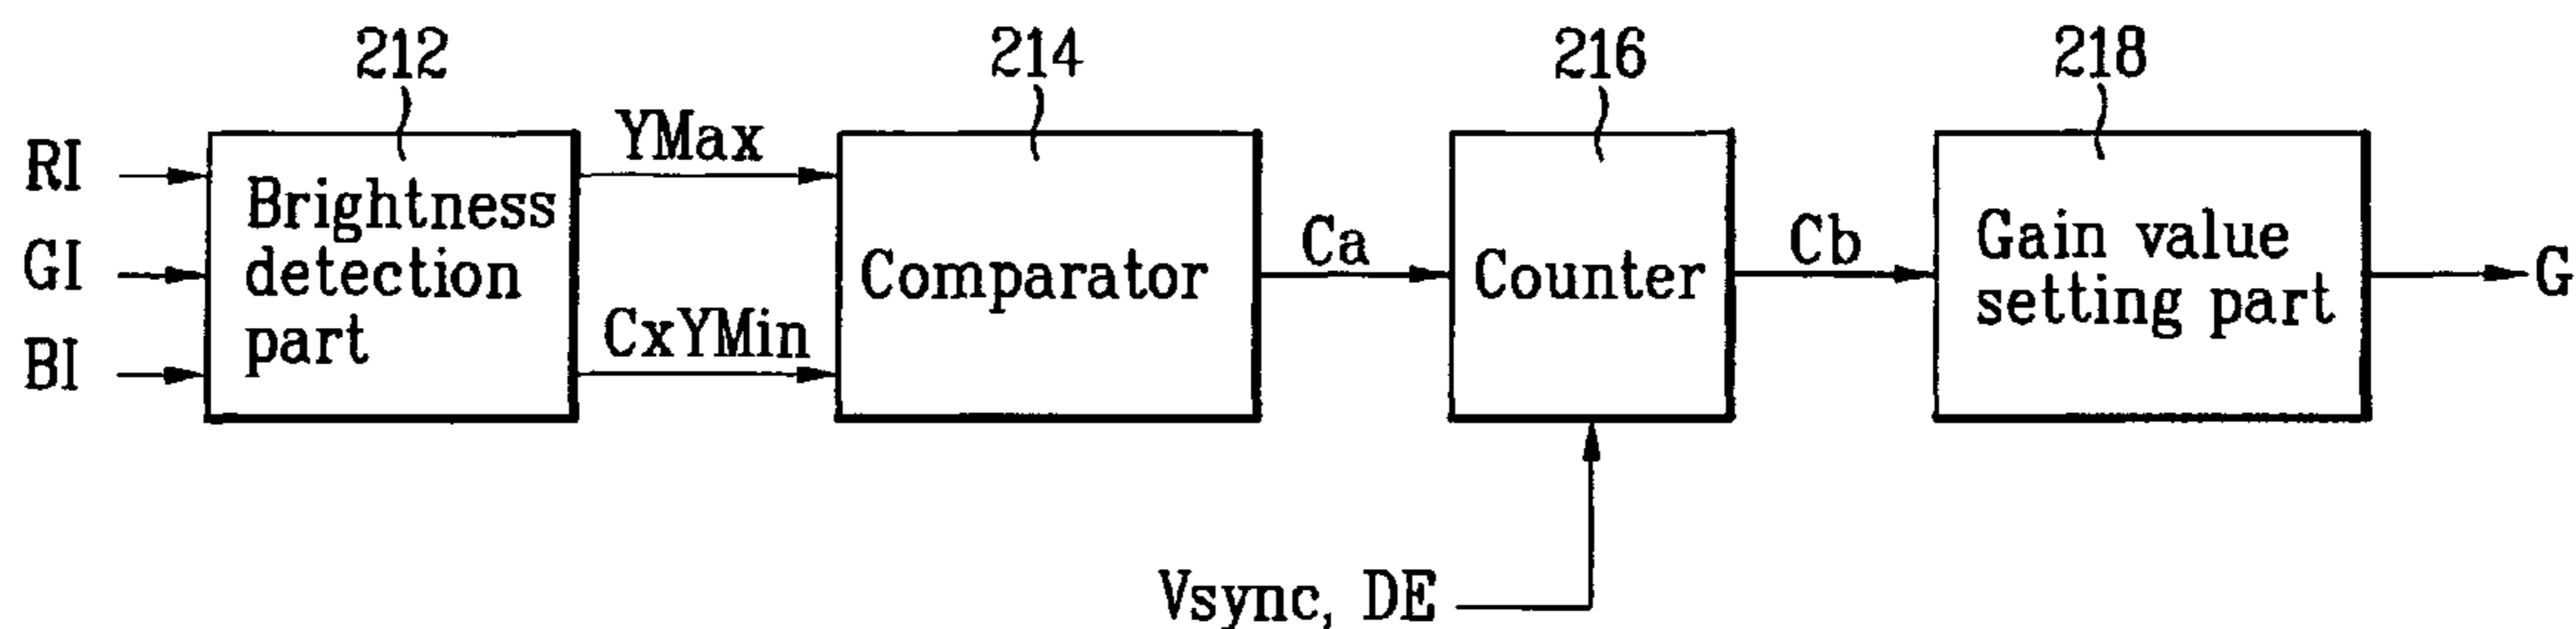 212
214
216
218
RI
GI
BI
Brightness
detection
part
YMax
CxYMin
Comparator
Ca
Counter
Cb
Gain value
setting part
G
Vsync, DE